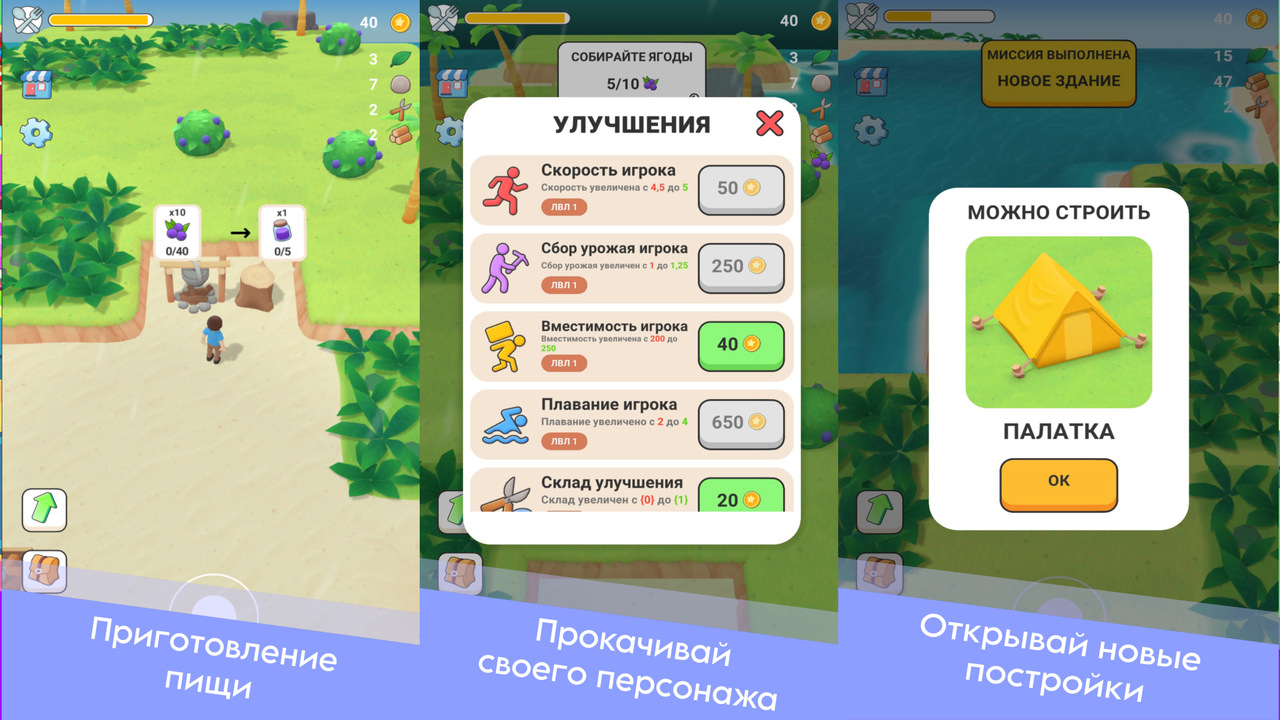 40
3
7
2
2
x10
0/40
x1
0/5
Приготовление
пищи
40
СОБИРАЙТЕ ЯГОДЫ
5/10
3
7
УЛУЧШЕНИЯ
Скорость игрока
Скорость увеличена с 4,5 до 5
ЛВЛ 1
50
Сбор урожая игрока
Сбор урожая увеличен с 1 до 1,25
ЛВЛ 1
250
Вместимость игрока
Вместимость увеличена с 200 до
250
ЛВЛ 1
40
Плавание игрока
Плавание увеличено с 2 до 4
ЛВЛ 1
650
Склад улучшения
Склад увеличен с {0} до {1}
20
Прокачивай
своего персонажа
40
МИССИЯ ВЫПОЛНЕНА
НОВОЕ ЗДАНИЕ
15
47
2
МОЖНО СТРОИТЬ
ПАЛАТКА
ОК
Открывай новые
постройки